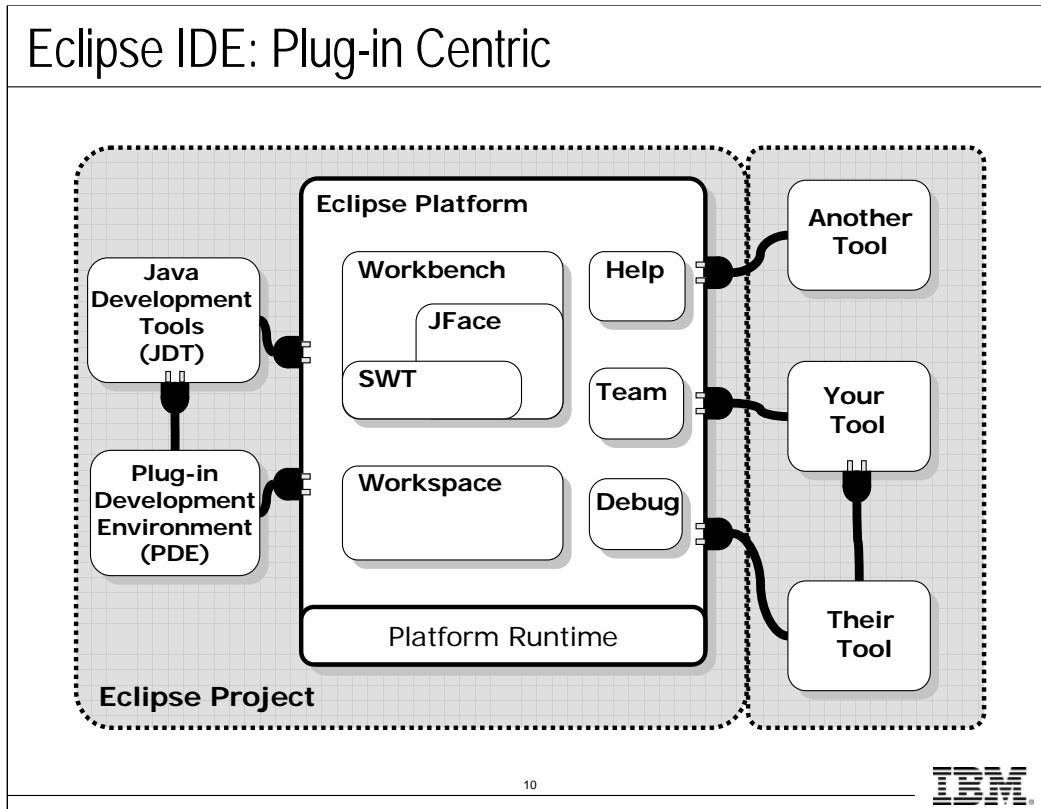 Eclipse IDE: Plug-in Centric
Eclipse Platform
Workbench
JFace
SWT
Workspace
Help
Team
Debug
Platform Runtime
Java
Development
Tools
(JDT)
Plug-in
Development
Environment
(PDE)
Eclipse Project
Another
Tool
Your
Tool
Their
Tool
10
IBM®